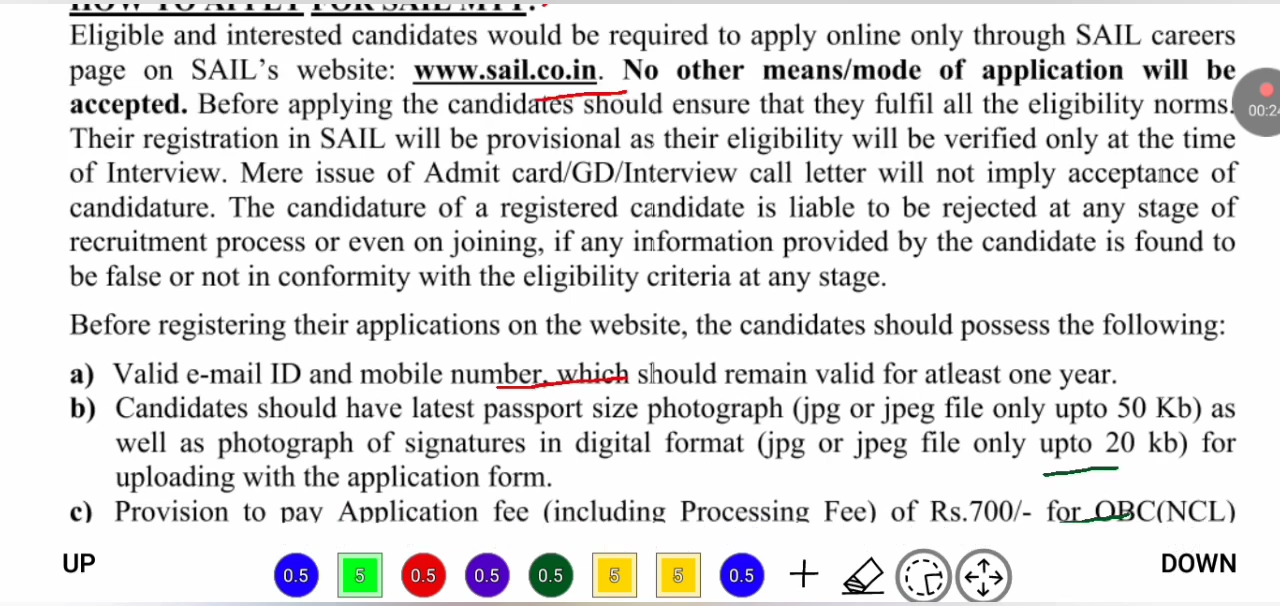 HOW TO APPLY FOR SAIL MTT:
Eligible and interested candidates would be required to apply online only through SAIL careers
page on SAIL's website: www.sail.co.in. No other means/mode of application will be
accepted. Before applying the candidates should ensure that they fulfil all the eligibility norms.
00:24
Their registration in SAIL will be provisional as their eligibility will be verified only at the time
of Interview. Mere issue of Admit card/GD/Interview call letter will not imply acceptance of
candidature. The candidature of a registered candidate is liable to be rejected at any stage of
recruitment process or even on joining, if any information provided by the candidate is found to
be false or not in conformity with the eligibility criteria at any stage.
Before registering their applications on the website, the candidates should possess the following:
a) Valid e-mail ID and mobile number, which should remain valid for atleast one year.
b) Candidates should have latest passport size photograph (jpg or jpeg file only upto 50 Kb) as
well as photograph of signatures in digital format (jpg or jpeg file only upto 20 kb) for
uploading with the application form.
c) Provision to pay Application fee (including Processing Fee) of Rs.700/- for OBC(NCL)
UP 0.5 5 0.5 0.5 0.5 5 5 0.5 DOWN